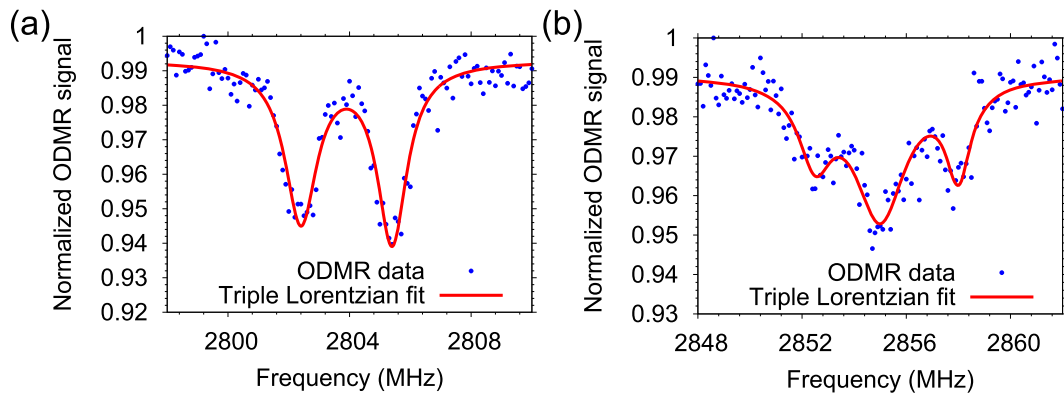 (a)
Normalized ODMR signal
1
0.99
0.98
0.97
0.96
0.95
0.94
0.93
0.92
ODMR data
Triple Lorentzian fit
2800
2804
2808
Frequency (MHz)
(b)
Normalized ODMR signal
1
0.99
0.98
0.97
0.96
0.95
0.94
0.93
ODMR data
Triple Lorentzian fit
2848
2852
2856
2860
Frequency (MHz)